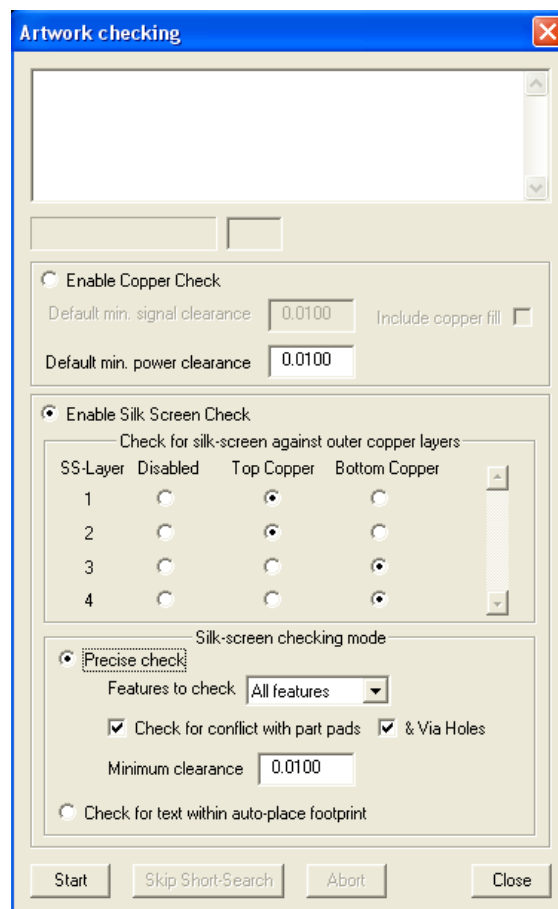 Artwork checking
Enable Copper Check
Default min. signal clearance 0.0100 Include copper fill
Default min. power clearance 0.0100
Enable Silk Screen Check
Check for silk-screen against outer copper layers
SS-Layer Disabled Top Copper Bottom Copper
1
2
3
4
Silk-screen checking mode
Precise check
Features to check All features
Check for conflict with part pads & Via Holes
Minimum clearance 0.0100
Check for text within auto-place footprint
Start Skip Short-Search Abort Close